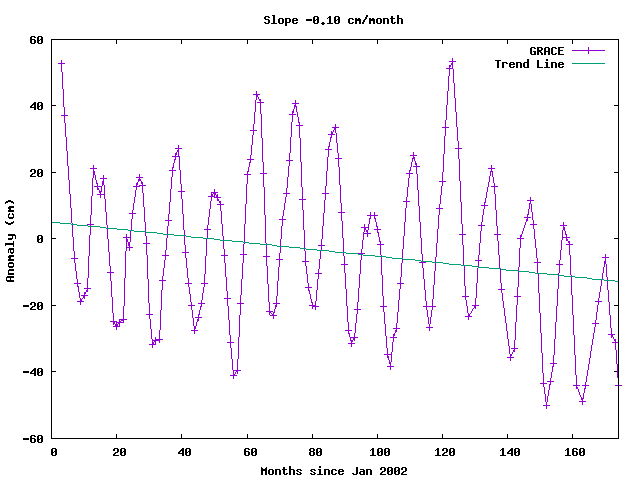 Slope -0.10 cm/month
GRACE
Trend Line
60
40
20
0
-20
-40
-60
Anomaly (cm)
0 20 40 60 80 100 120 140 160
Months since Jan 2002